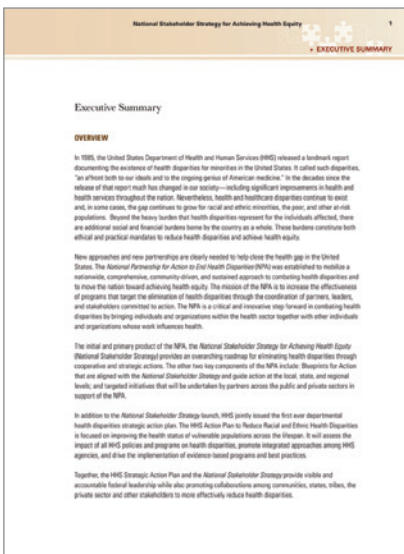 National Stakeholder Strategy for Achieving Health Equity
1
▸ EXECUTIVE SUMMARY
Executive Summary
OVERVIEW
In 1985, the United States Department of Health and Human Services (HHS) released a landmark report
documenting the existence of health disparities for minorities in the United States. It called such disparities,
"an affront both to our ideals and to the ongoing genius of American medicine." In the decades since the
release of that report much has changed in our society—including significant improvements in health and
health services throughout the nation. Nevertheless, health and healthcare disparities continue to exist
and, in some cases, the gap continues to grow for racial and ethnic minorities, the poor, and other at-risk
populations. Beyond the heavy burden that health disparities represent for the individuals affected, there
are additional social and financial burdens borne by the country as a whole. These burdens constitute both
ethical and practical mandates to reduce health disparities and achieve health equity.
New approaches and new partnerships are clearly needed to help close the health gap in the United
States. The National Partnership for Action to End Health Disparities (NPA) was established to mobilize a
nationwide, comprehensive, community-driven, and sustained approach to combating health disparities and
to move the nation toward achieving health equity. The mission of the NPA is to increase the effectiveness
of programs that target the elimination of health disparities through the coordination of partners, leaders,
and stakeholders committed to action. The NPA is a critical and innovative step forward in combating health
disparities by bringing individuals and organizations within the health sector together with other individuals
and organizations whose work influences health.
The initial and primary product of the NPA, the National Stakeholder Strategy for Achieving Health Equity
(National Stakeholder Strategy) provides an overarching roadmap for eliminating health disparities through
cooperative and strategic actions. The other two key components of the NPA include: Blueprints for Action
that are aligned with the National Stakeholder Strategy and guide action at the local, state, and regional
levels; and targeted initiatives that will be undertaken by partners across the public and private sectors in
support of the NPA.
In addition to the National Stakeholder Strategy launch, HHS jointly issued the first ever departmental
health disparities strategic action plan. The HHS Action Plan to Reduce Racial and Ethnic Health Disparities
is focused on improving the health status of vulnerable populations across the lifespan. It will assess the
impact of all HHS policies and programs on health disparities, promote integrated approaches among HHS
agencies, and drive the implementation of evidence-based programs and best practices.
Together, the HHS Strategic Action Plan and the National Stakeholder Strategy provide visible and
accountable federal leadership while also promoting collaborations among communities, states, tribes, the
private sector and other stakeholders to more effectively reduce health disparities.